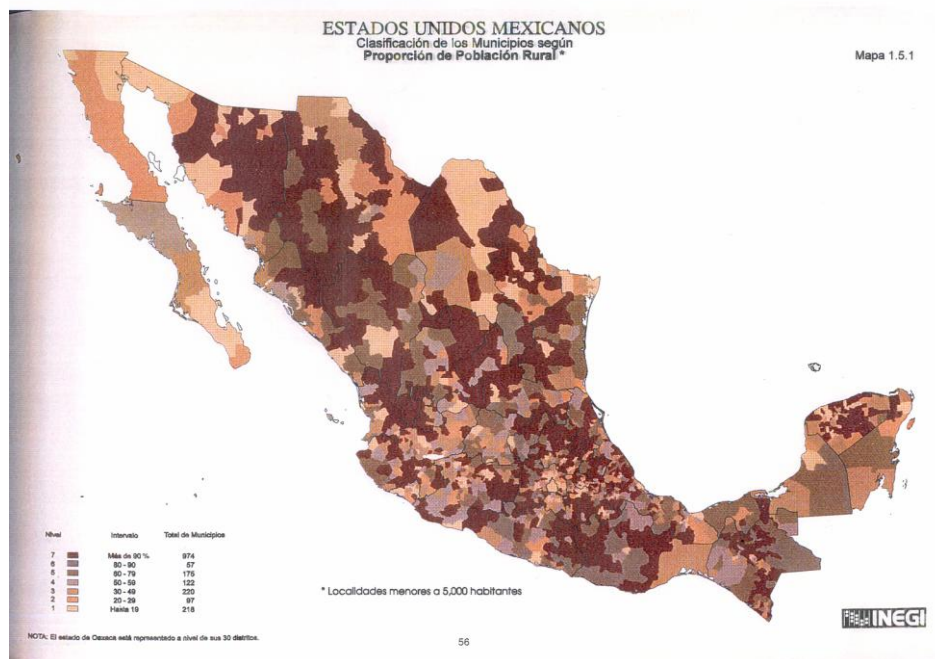 ESTADOS UNIDOS MEXICANOS
Clasificación de los Municipios según
Proporción de Población Rural *
Mapa 1.5.1
Nivel Intervalo Total de Municipios
7 Más de 90 % 974
6 80 - 90 57
5 60 - 79 175
4 50 - 59 122
3 30 - 49 220
2 20 - 29 97
1 Hasta 19 218
* Localidades menores a 5,000 habitantes
INEGI
NOTA: El estado de Oaxaca está representado a nivel de sus 30 distritos.
56